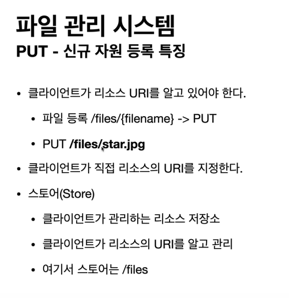 파일 관리 시스템
PUT - 신규 자원 등록 특징
• 클라이언트가 리소스 URI를 알고 있어야 한다.
• 파일 등록 /files/{filename} -> PUT
• PUT /files/star.jpg
• 클라이언트가 직접 리소스의 URI를 지정한다.
• 스토어(Store)
• 클라이언트가 관리하는 리소스 저장소
• 클라이언트가 리소스의 URI를 알고 관리
• 여기서 스토어는 /files